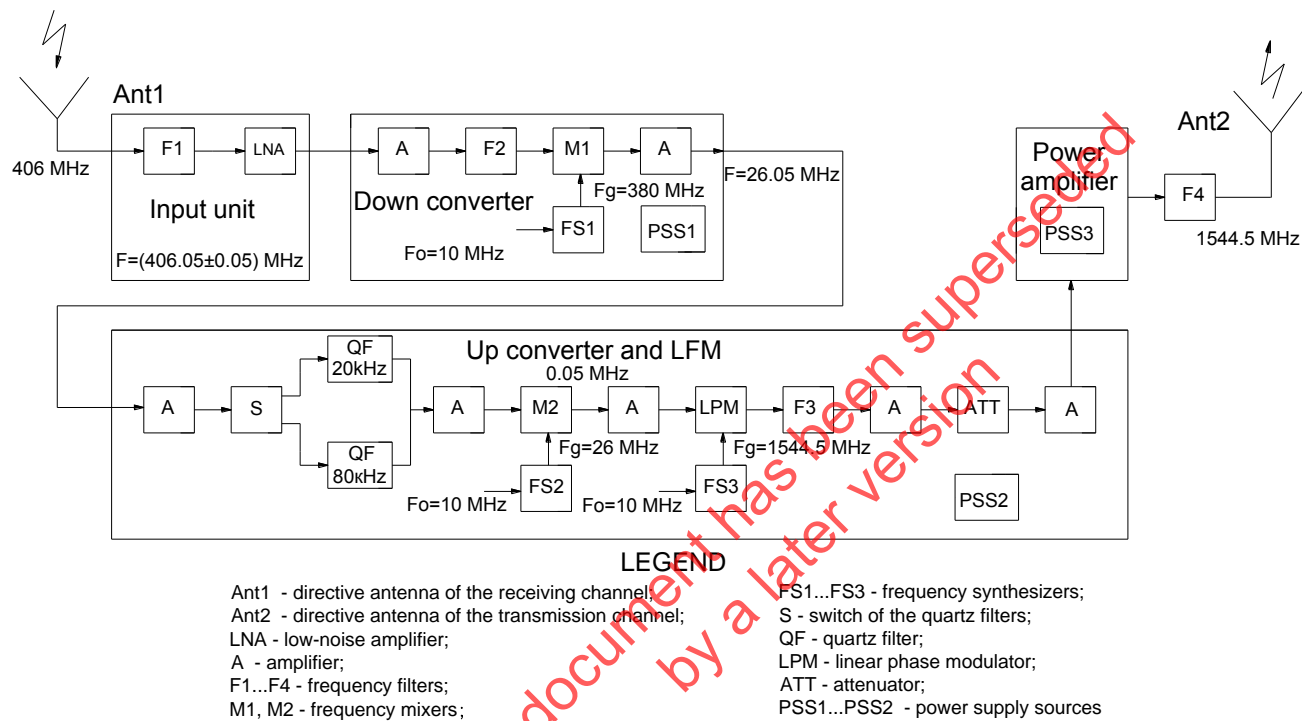 Ant1
406 MHz
F1
LNA
Input unit
F=(406.05±0.05) MHz
A
F2
M1
A
Fg=380 MHz
Down converter
FS1
PSS1
Fo=10 MHz
F=26.05 MHz
Power
amplifier
PSS3
F4
Ant2
1544.5 MHz
Up converter and LFM
A
S
QF
20kHz
QF
80кHz
A
0.05 MHz
M2
A
LPM
F3
A
ATT
A
Fg=26 MHz
Fg=1544.5 MHz
FS2
FS3
Fo=10 MHz
Fo=10 MHz
PSS2
LEGEND
Ant1 - directive antenna of the receiving channel;
Ant2 - directive antenna of the transmission channel;
LNA - low-noise amplifier;
A - amplifier;
F1...F4 - frequency filters;
M1, M2 - frequency mixers;
FS1...FS3 - frequency synthesizers;
S - switch of the quartz filters;
QF - quartz filter;
LPM - linear phase modulator;
ATT - attenuator;
PSS1...PSS2 - power supply sources
document has been superseded
by a later version